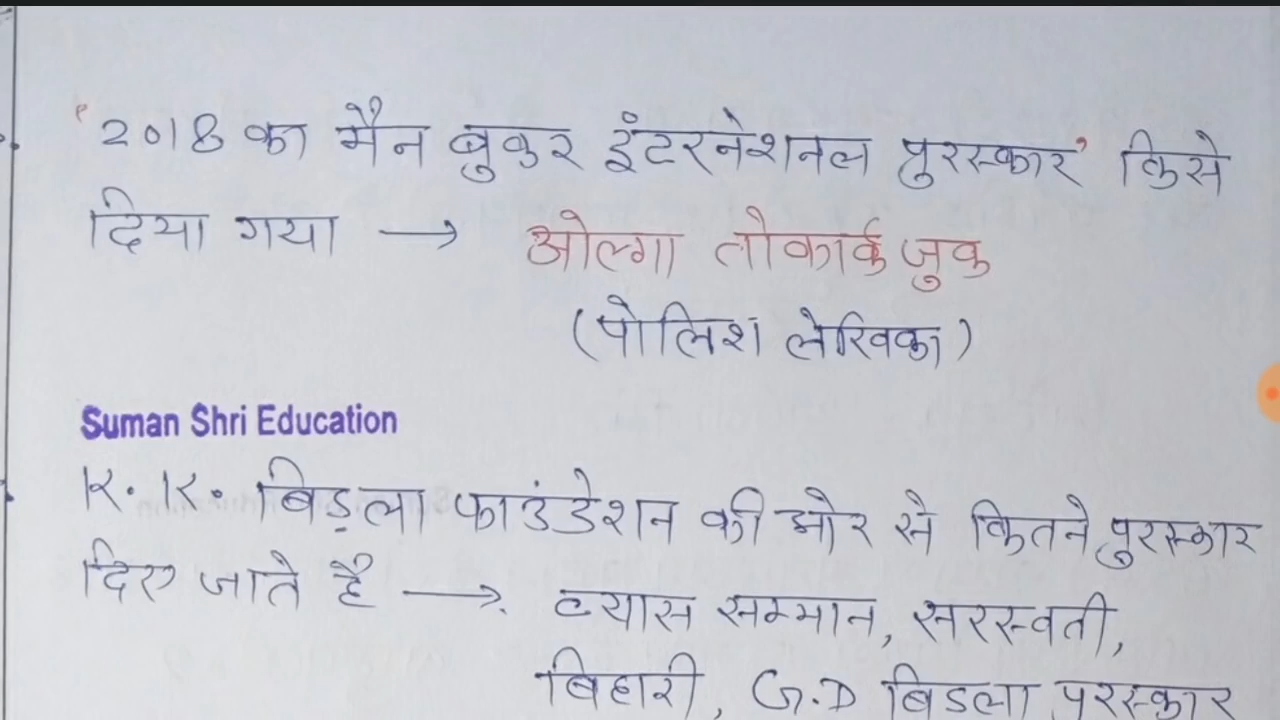 '2018 का मैन बुकुर इंटरनेशनल पुरस्कार' किसे
दिया गया → ओल्गा तोकार्कजुक
(पोलिश लेखिका)
Suman Shri Education
K. K. बिड़ला फाउंडेशन की ओर से कितने पुरस्कार
दिए जाते है → व्यास सम्मान, सरस्वती,
बिहारी, G.D बिडला पुरस्कार